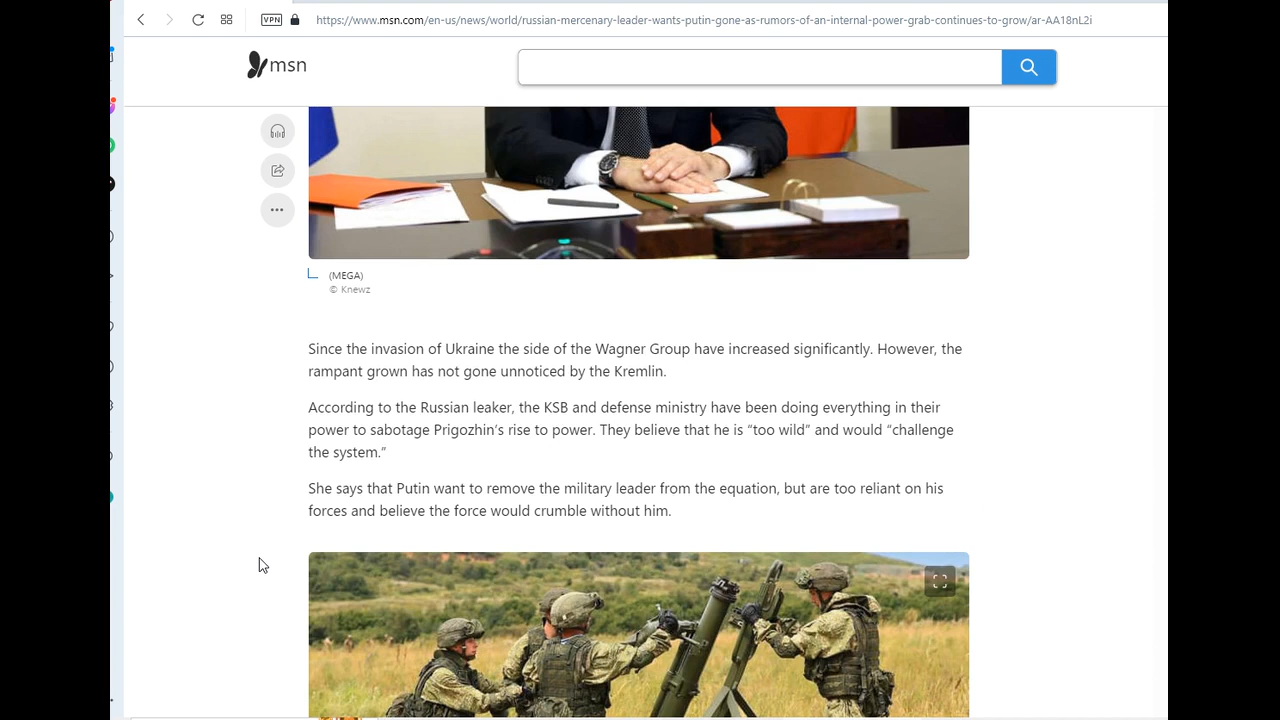 VPN
https://www.msn.com/en-us/news/world/russian-mercenary-leader-wants-putin-gone-as-rumors-of-an-internal-power-grab-continues-to-grow/ar-AA18nL2i
msn
(MEGA)
© Knewz
Since the invasion of Ukraine the side of the Wagner Group have increased significantly. However, the
rampant grown has not gone unnoticed by the Kremlin.
According to the Russian leaker, the KSB and defense ministry have been doing everything in their
power to sabotage Prigozhin’s rise to power. They believe that he is “too wild” and would “challenge
the system.”
She says that Putin want to remove the military leader from the equation, but are too reliant on his
forces and believe the force would crumble without him.